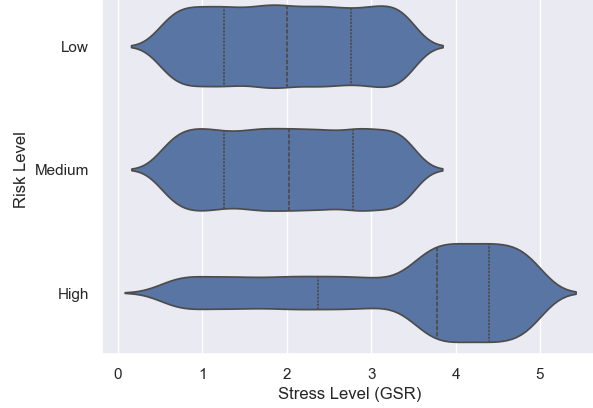 Low
Medium
High
Risk Level
0 1 2 3 4 5
Stress Level (GSR)